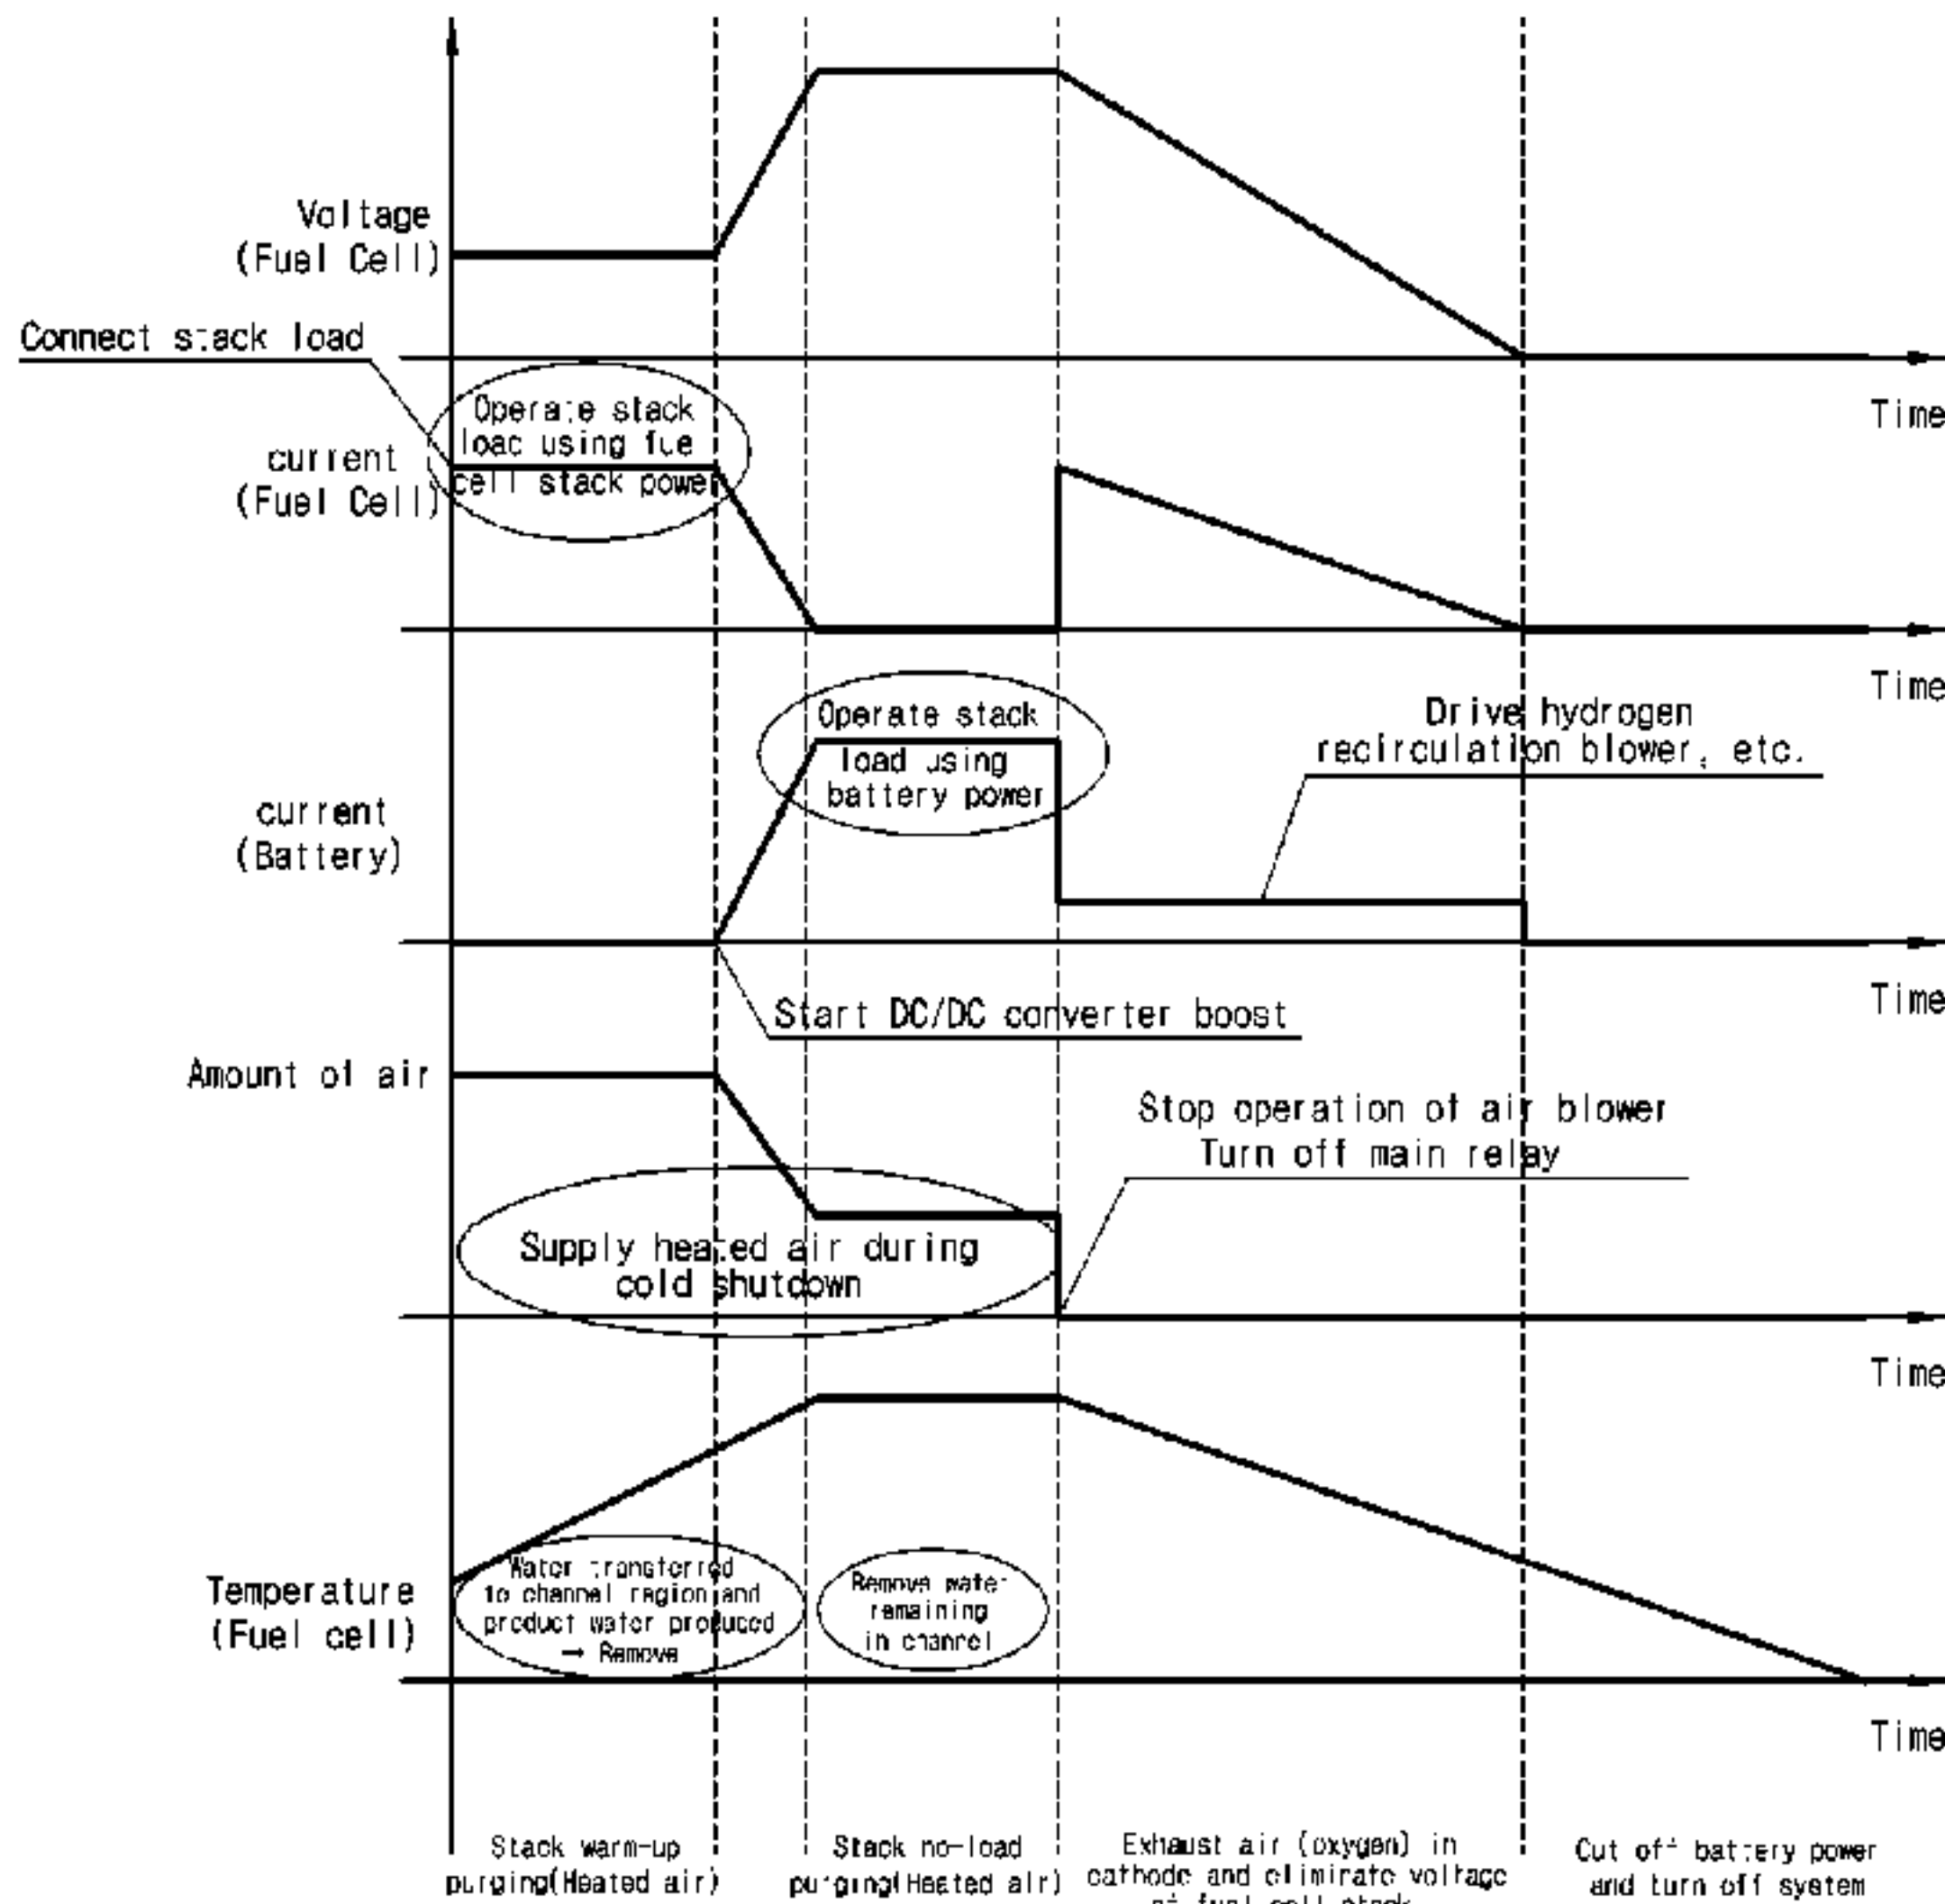 Voltage
(Fuel Cell)
Connect stack load
Time
Operate stack
load using fue
cell stack power
current
(Fuel Cell)
Time
Operate stack
load using
battery power
Drive hydrogen
recirculation blower, etc.
current
(Battery)
Time
Start DC/DC converter boost
Amount of air
Stop operation of air blower
Turn off main relay
Supply heated air during
cold shutdown
Time
Water transferred
to channel region and
product water produced
→ Remove
Remove water
remaining
in channel
Temperature
(Fuel cell)
Time
Stack warm-up
purging(Heated air)
Stack no-load
purging(Heated air)
Exhaust air (oxygen) in
cathode and eliminate voltage
of fuel cell stack
Cut off battery power
and turn off system